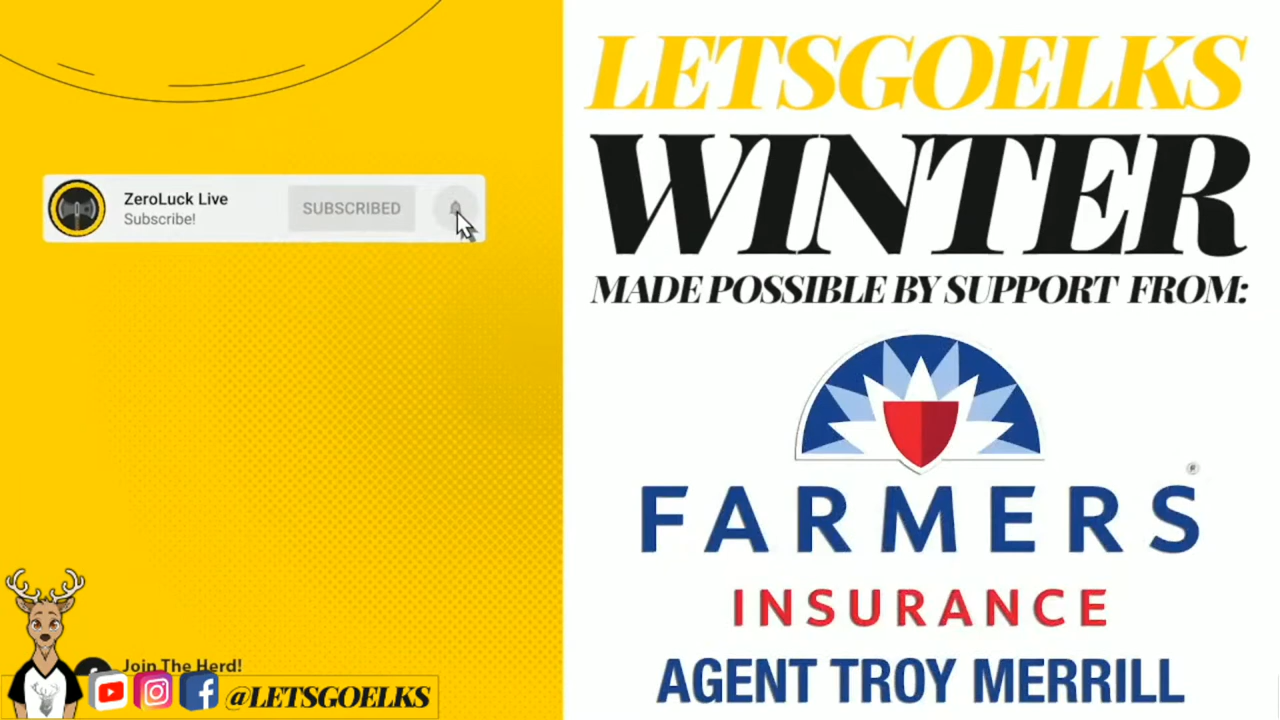 ZeroLuck Live
Subscribe!
SUBSCRIBED
Join The Herd!
@LETSGOELKS
LETSGOELKS
WINTER
MADE POSSIBLE BY SUPPORT FROM:
FARMERS®
INSURANCE
AGENT TROY MERRILL